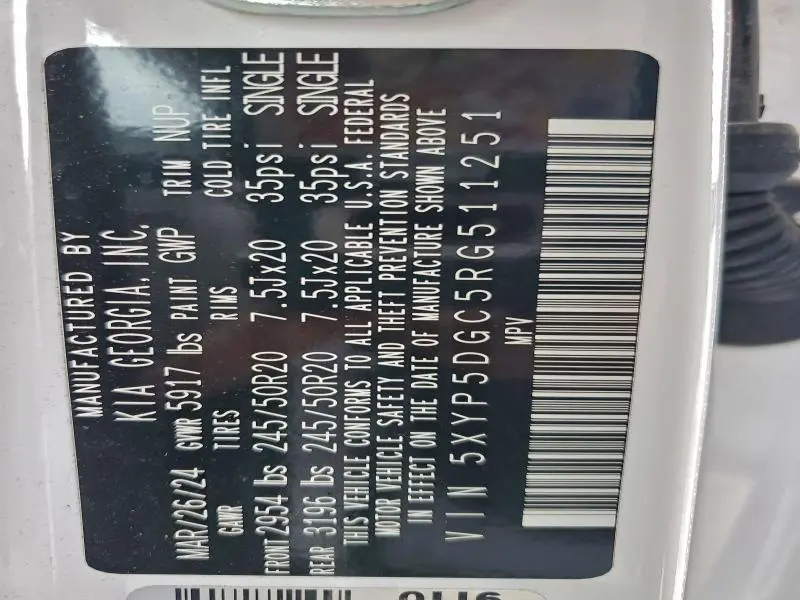 MANUFACTURED BY
KIA GEORGIA, INC.
MAR/26/24 GVWR 5917 lbs PAINT GWP TRIM NUP
GAWR TIRES RIMS COLD TIRE INFL
FRONT 2954 lbs 245/50R20 7.5Jx20 35psi SINGLE
REAR 3196 lbs 245/50R20 7.5Jx20 35psi SINGLE
THIS VEHICLE CONFORMS TO ALL APPLICABLE U.S.A. FEDERAL
MOTOR VEHICLE SAFETY AND THEFT PREVENTION STANDARDS
IN EFFECT ON THE DATE OF MANUFACTURE SHOWN ABOVE
VIN 5XYP5DGC5RG511251
MPV